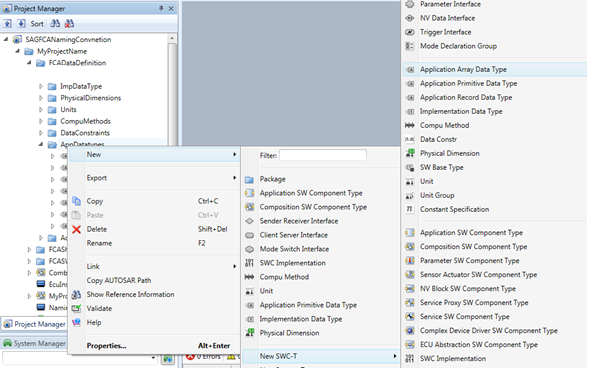 Project Manager
Sort
SAGFCANamingConvnetion
MyProjectName
FCADataDefinition
ImpDataType
PhysicalDimensions
Units
CompuMethods
DataConstraints
AppDatatypes
New
Export
Copy Ctrl+C
Paste Ctrl+V
Delete Shift+Del
Rename F2
Link
Copy AUTOSAR Path
Show Reference Information
Validate
Help
Properties... Alt+Enter
Project Manager
System Manager
0 Errors
Filter:
Package
Application SW Component Type
Composition SW Component Type
Sender Receiver Interface
Client Server Interface
Mode Switch Interface
SWC Implementation
Compu Method
Unit
Application Primitive Data Type
Implementation Data Type
Physical Dimension
New SWC-T
Parameter Interface
NV Data Interface
Trigger Interface
Mode Declaration Group
Application Array Data Type
Application Primitive Data Type
Application Record Data Type
Implementation Data Type
Compu Method
Data Constr
Physical Dimension
SW Base Type
Unit
Unit Group
Constant Specification
Application SW Component Type
Composition SW Component Type
Parameter SW Component Type
Sensor Actuator SW Component Type
NV Block SW Component Type
Service Proxy SW Component Type
Service SW Component Type
Complex Device Driver SW Component Type
ECU Abstraction SW Component Type
SWC Implementation